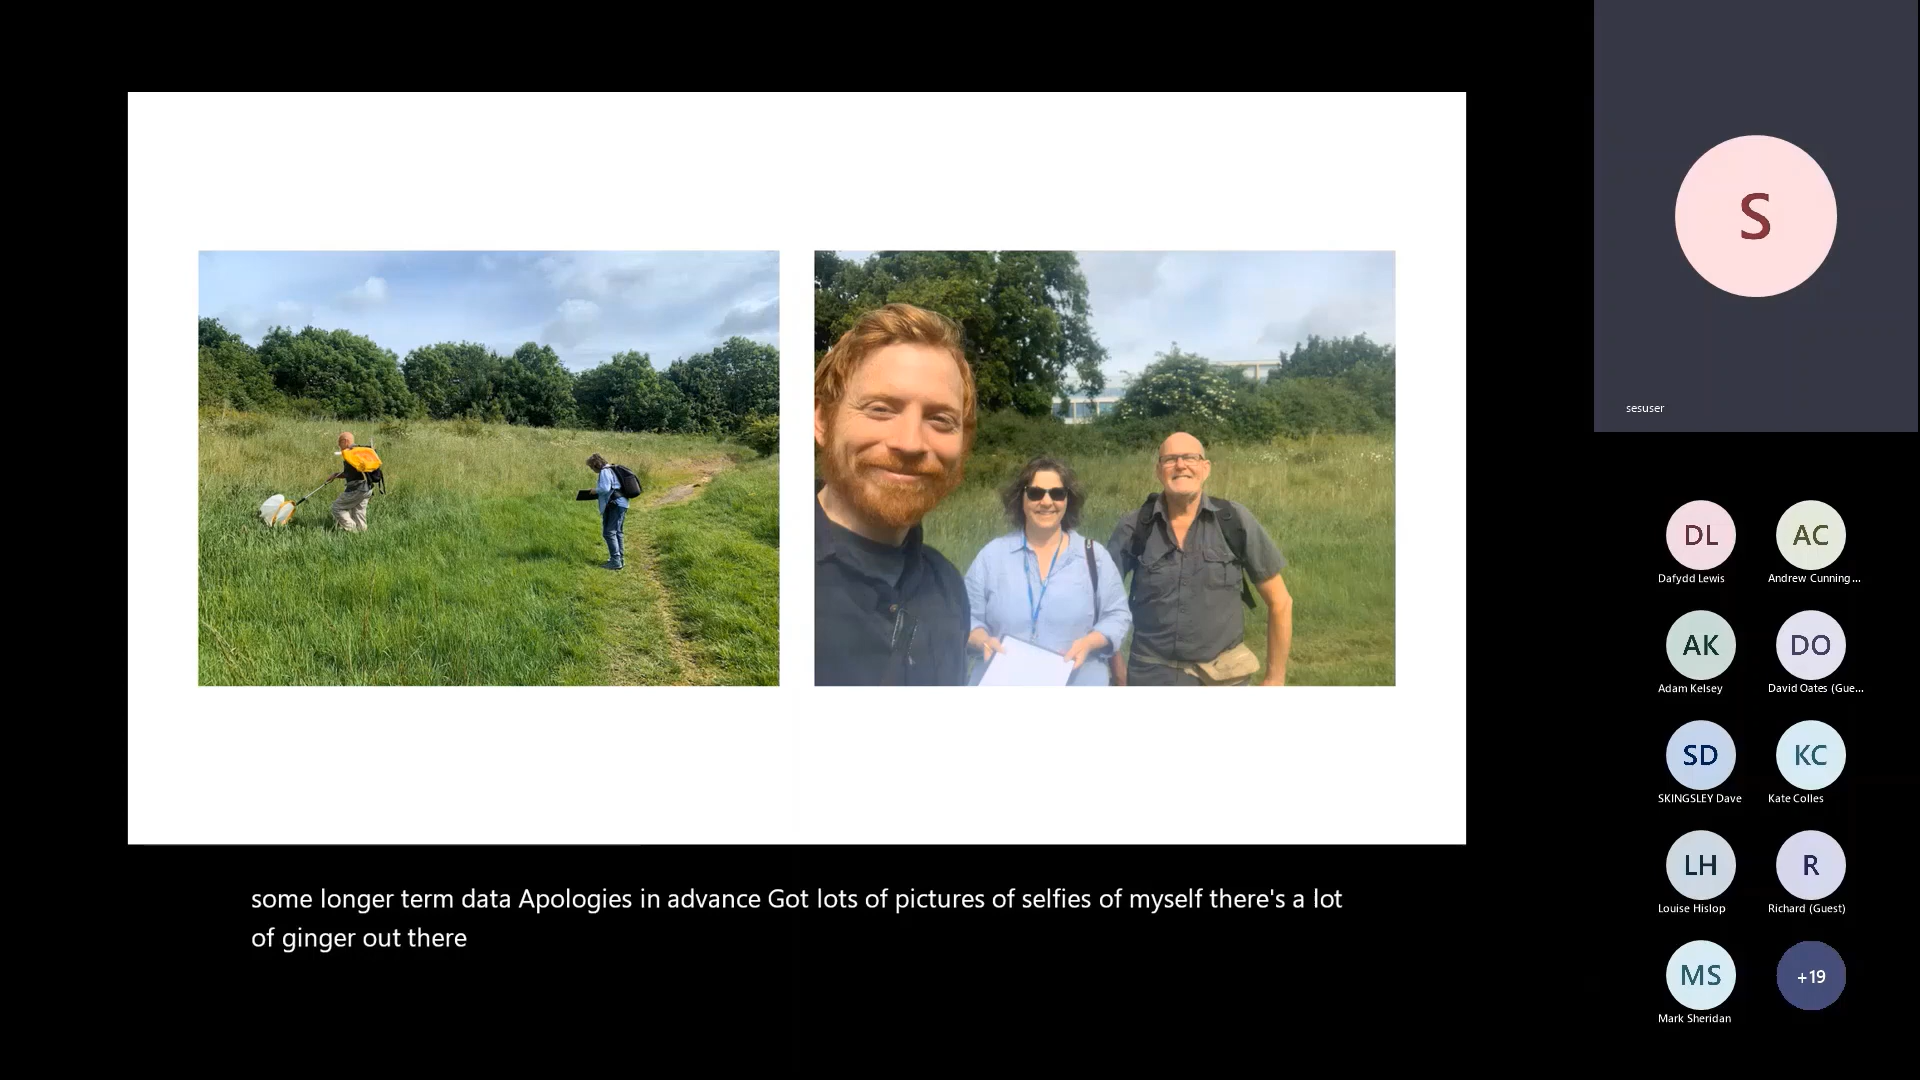 S
sesuser
DL
AC
Dafydd Lewis
Andrew Cunning...
AK
DO
Adam Kelsey
David Oates (Gue...
SD
KC
SKINGSLEY Dave
Kate Colles
LH
R
Louise Hislop
Richard (Guest)
MS
+19
Mark Sheridan
some longer term data Apologies in advance Got lots of pictures of selfies of myself there's a lot
of ginger out there